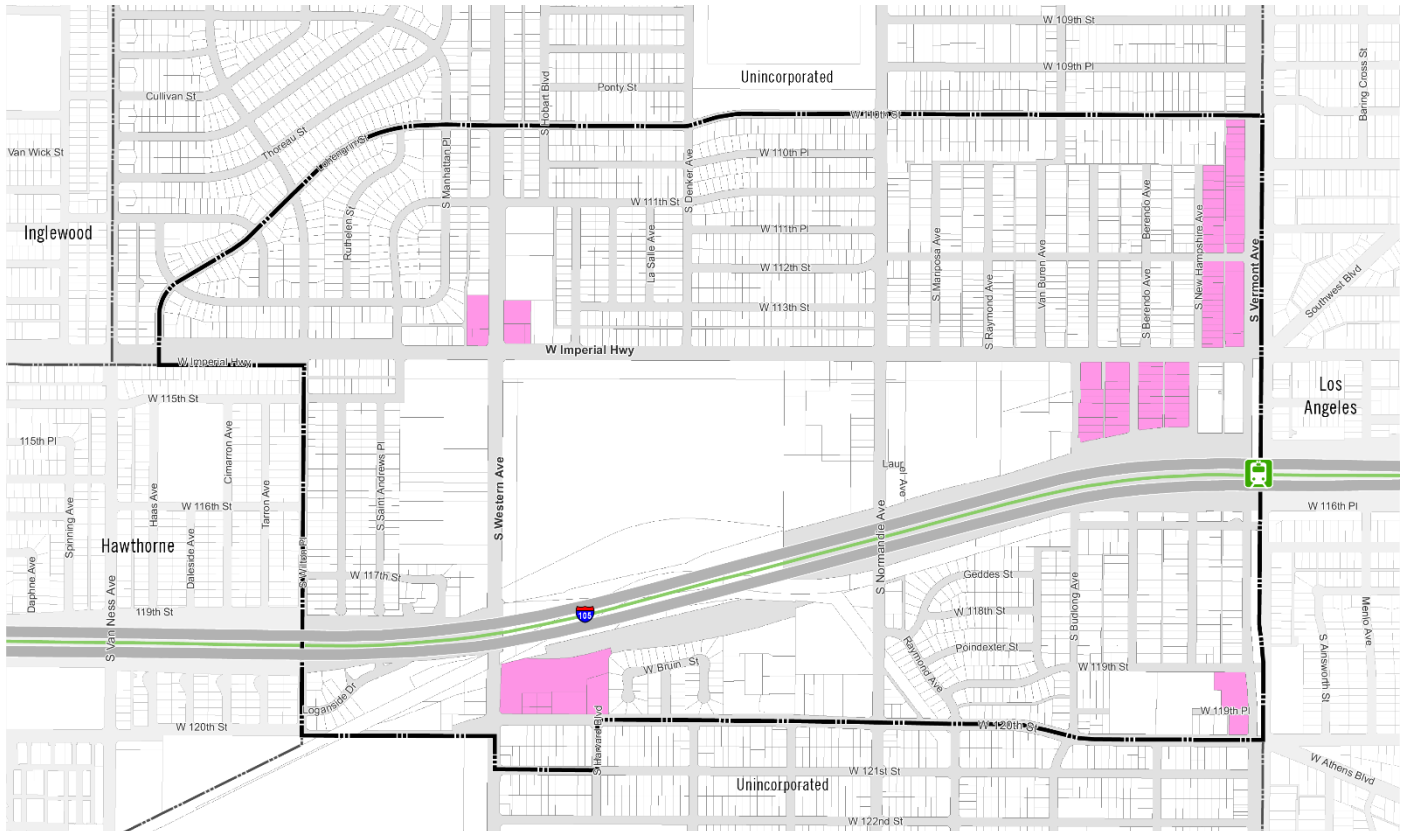 W 109th St
W 109th Pl
Unincorporated
Baring Cross St
Cullivan St
Ponty St
S Hobart Blvd
W 110th St
Thoreau St
Lohengrin St
Van Wick St
S Manhattan Pl
W 110th Pl
S Denker Ave
W 111th St
Ruthelen St
La Salle Ave
W 111th Pl
Inglewood
Berendo Ave
S New Hampshire Ave
S Mariposa Ave
S Raymond Ave
Van Buren Ave
S Berendo Ave
S Vermont Ave
W 112th St
Southwest Blvd
W 113th St
W Imperial Hwy
W Imperial Hwy
Los
Angeles
W 115th St
115th Pl
Cimarron Ave
S Saint Andrews Pl
S Western Ave
Laurel Ave
Spinning Ave
Haas Ave
W 116th St
Tarron Ave
W 116th Pl
S Normandie Ave
Hawthorne
Daleside Ave
S Wilton Pl
Daphne Ave
W 117th St
Geddes St
S Budlong Ave
119th St
105
W 118th St
Menlo Ave
S Van Ness Ave
S Ainsworth St
Raymond Ave
Poindexter St
W Bruin St
W 119th St
Loganside Dr
W 119th Pl
W 120th St
W 120th St
S Harvard Blvd
W 121st St
W Athens Blvd
Unincorporated
W 122nd St